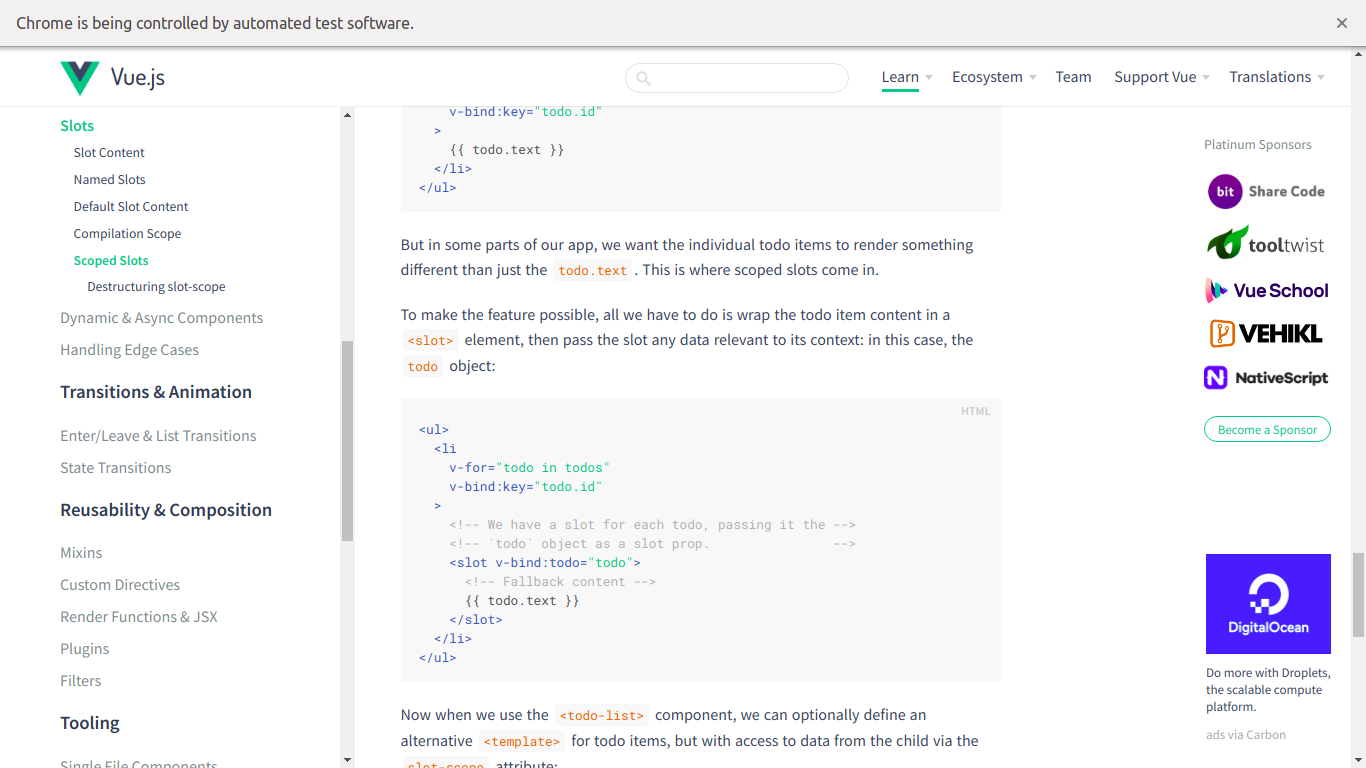 Chrome is being controlled by automated test software.
Vue.js
Learn
Ecosystem
Team
Support Vue
Translations
Slots
Slot Content
Named Slots
Default Slot Content
Compilation Scope
Scoped Slots
Destructuring slot-scope
Dynamic & Async Components
Handling Edge Cases
Transitions & Animation
Enter/Leave & List Transitions
State Transitions
Reusability & Composition
Mixins
Custom Directives
Render Functions & JSX
Plugins
Filters
Tooling
Single File Components
v-bind:key="todo.id"
>
{{ todo.text }}
</li>
</ul>
But in some parts of our app, we want the individual todo items to render something
different than just the todo.text . This is where scoped slots come in.
To make the feature possible, all we have to do is wrap the todo item content in a
<slot> element, then pass the slot any data relevant to its context: in this case, the
todo object:
HTML
<ul>
<li
v-for="todo in todos"
v-bind:key="todo.id"
>
<!-- We have a slot for each todo, passing it the -->
<!-- `todo` object as a slot prop. -->
<slot v-bind:todo="todo">
<!-- Fallback content -->
{{ todo.text }}
</slot>
</li>
</ul>
Now when we use the <todo-list> component, we can optionally define an
alternative <template> for todo items, but with access to data from the child via the
slot-scope attribute:
Platinum Sponsors
bit Share Code
tooltwist
Vue School
VEHIKL
NativeScript
Become a Sponsor
DigitalOcean
Do more with Droplets,
the scalable compute
platform.
ads via Carbon